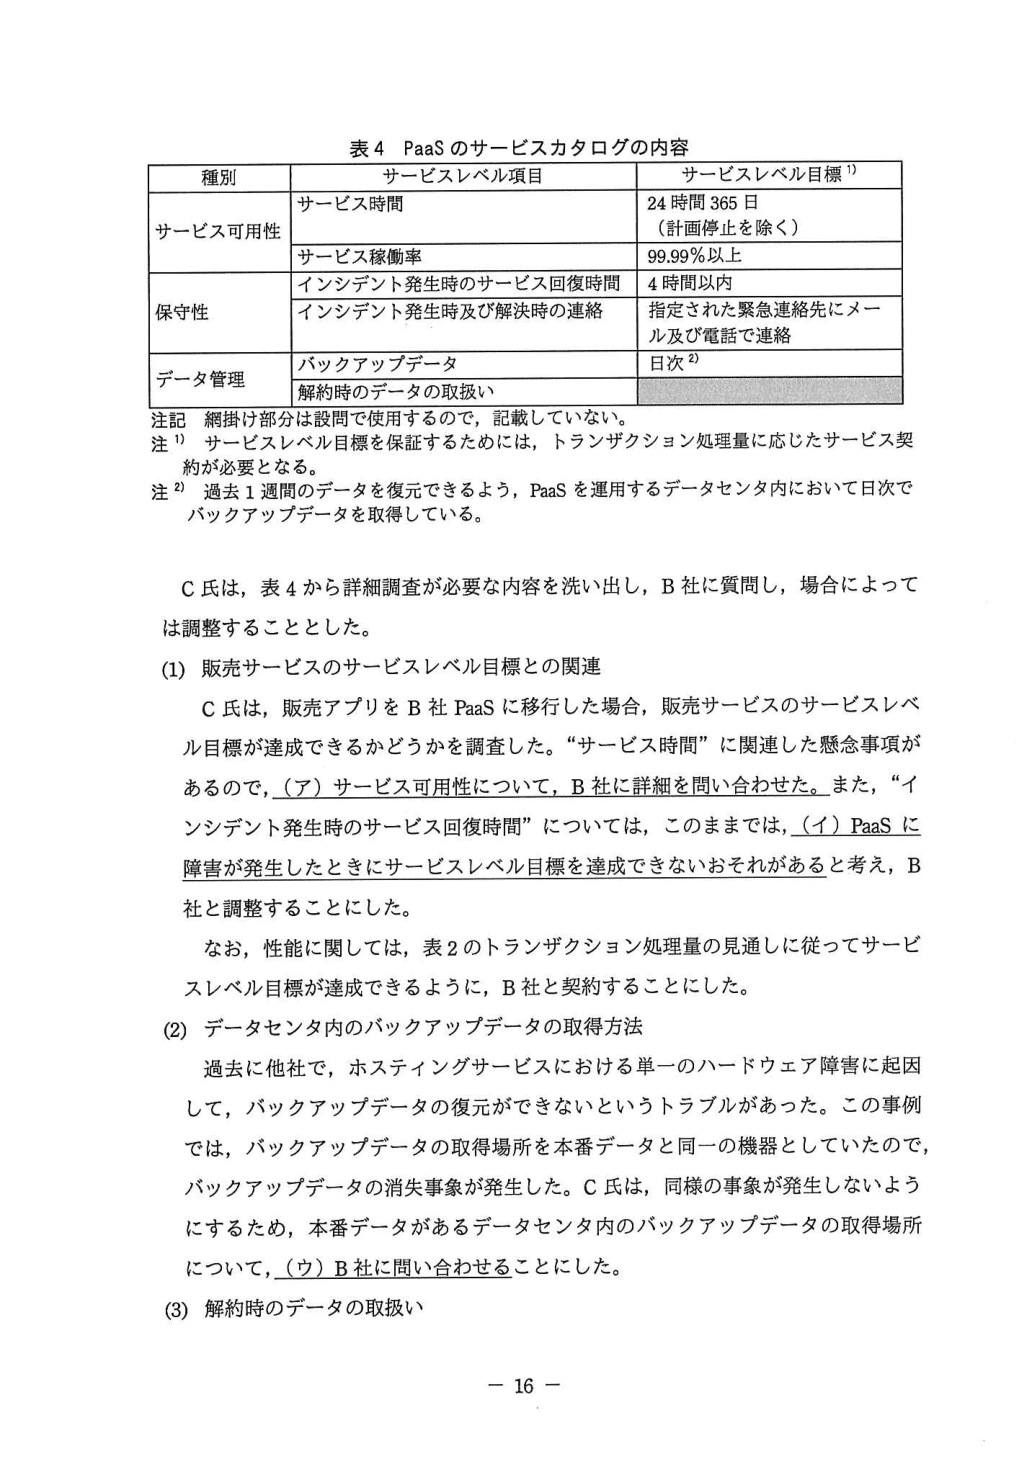 表4 PaaSのサービスカタログの内容
種別 サービスレベル項目 サービスレベル目標1)
サービス可用性 サービス時間 24時間365日
（計画停止を除く）
サービス稼働率 99.99％以上
保守性 インシデント発生時のサービス回復時間 4時間以内
インシデント発生時及び解決時の連絡 指定された緊急連絡先にメー
ル及び電話で連絡
データ管理 バックアップデータ 日次2)
解約時のデータの取扱い
注記 網掛け部分は設問で使用するので，記載していない。
注1) サービスレベル目標を保証するためには，トランザクション処理量に応じたサービス契
約が必要となる。
注2) 過去1週間のデータを復元できるよう，PaaSを運用するデータセンタ内において日次で
バックアップデータを取得している。
C氏は，表4から詳細調査が必要な内容を洗い出し，B社に質問し，場合によって
は調整することとした。
(1) 販売サービスのサービスレベル目標との関連
C氏は，販売アプリをB社PaaSに移行した場合，販売サービスのサービスレベ
ル目標が達成できるかどうかを調査した。“サービス時間”に関連した懸念事項が
あるので，（ア）サービス可用性について，B社に詳細を問い合わせた。また，“イ
ンシデント発生時のサービス回復時間”については，このままでは，（イ）PaaSに
障害が発生したときにサービスレベル目標を達成できないおそれがあると考え，B
社と調整することにした。
なお，性能に関しては，表2のトランザクション処理量の見通しに従ってサービ
スレベル目標が達成できるように，B社と契約することにした。
(2) データセンタ内のバックアップデータの取得方法
過去に他社で，ホスティングサービスにおける単一のハードウェア障害に起因
して，バックアップデータの復元ができないというトラブルがあった。この事例
では，バックアップデータの取得場所を本番データと同一の機器としていたので，
バックアップデータの消失事象が発生した。C氏は，同様の事象が発生しないよう
にするため，本番データがあるデータセンタ内のバックアップデータの取得場所
について，（ウ）B社に問い合わせることにした。
(3) 解約時のデータの取扱い
－ 16 －